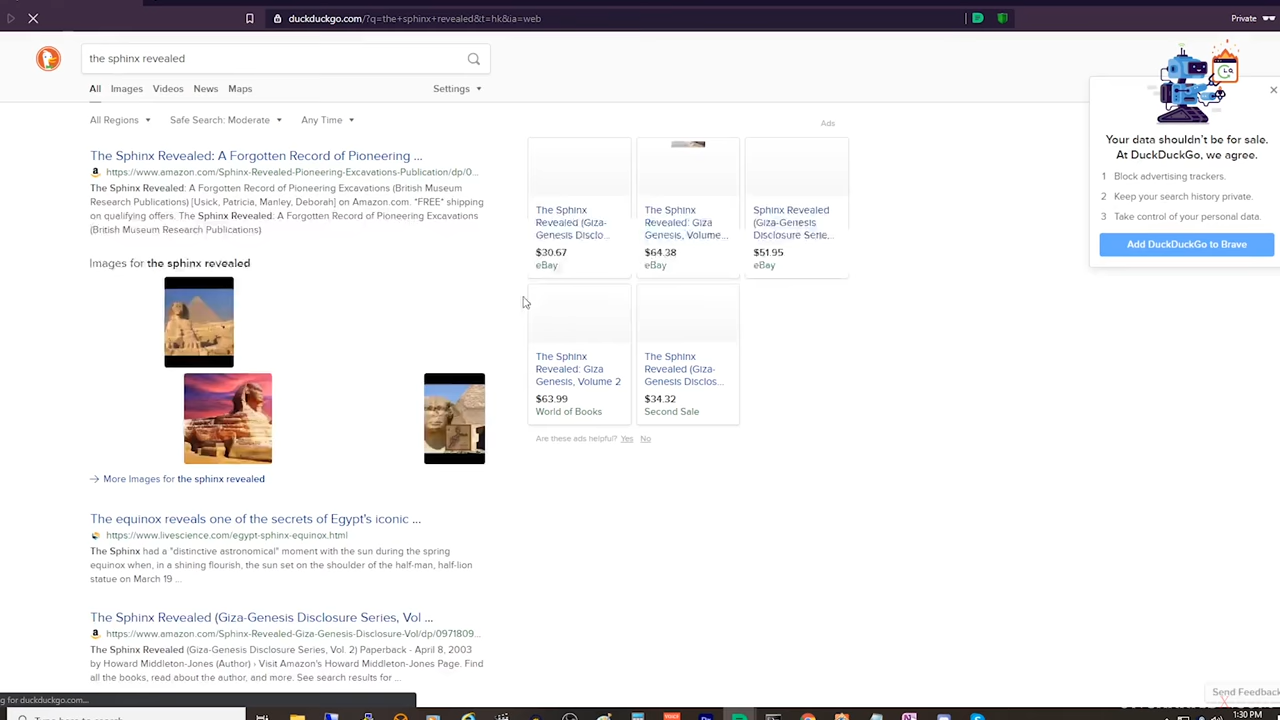 duckduckgo.com/?q=the+sphinx+revealed&t=hk&ia=web
Private
the sphinx revealed
All Images Videos News Maps
Settings
All Regions
Safe Search: Moderate
Any Time
The Sphinx Revealed: A Forgotten Record of Pioneering ...
https://www.amazon.com/Sphinx-Revealed-Pioneering-Excavations-Publication/dp/0...
The Sphinx Revealed: A Forgotten Record of Pioneering Excavations (British Museum
Research Publications) [Usick, Patricia, Manley, Deborah] on Amazon.com. *FREE* shipping
on qualifying offers. The Sphinx Revealed: A Forgotten Record of Pioneering Excavations
(British Museum Research Publications)
Images for the sphinx revealed
More Images for the sphinx revealed
The equinox reveals one of the secrets of Egypt's iconic ...
https://www.livescience.com/egypt-sphinx-equinox.html
The Sphinx had a "distinctive astronomical" moment with the sun during the spring
equinox when, in a shining flourish, the sun set on the shoulder of the half-man, half-lion
statue on March 19 ...
The Sphinx Revealed (Giza-Genesis Disclosure Series, Vol ...
https://www.amazon.com/Sphinx-Revealed-Giza-Genesis-Disclosure-Vol/dp/0971809...
The Sphinx Revealed (Giza-Genesis Disclosure Series, Vol. 2) Paperback - April 8, 2003
by Howard Middleton-Jones (Author) › Visit Amazon's Howard Middleton-Jones Page. Find
all the books, read about the author, and more. See search results for ...
Ads
The Sphinx
Revealed (Giza-
Genesis Disclo...
$30.67
eBay
The Sphinx
Revealed: Giza
Genesis, Volume...
$64.38
eBay
Sphinx Revealed
(Giza-Genesis
Disclosure Serie,...
$51.95
eBay
The Sphinx
Revealed: Giza
Genesis, Volume 2
$63.99
World of Books
The Sphinx
Revealed (Giza-
Genesis Disclos...
$34.32
Second Sale
Are these ads helpful? Yes No
Your data shouldn't be for sale.
At DuckDuckGo, we agree.
1 Block advertising trackers.
2 Keep your search history private.
3 Take control of your personal data.
Add DuckDuckGo to Brave
Send Feedback
g for duckduckgo.com...
1:30 PM